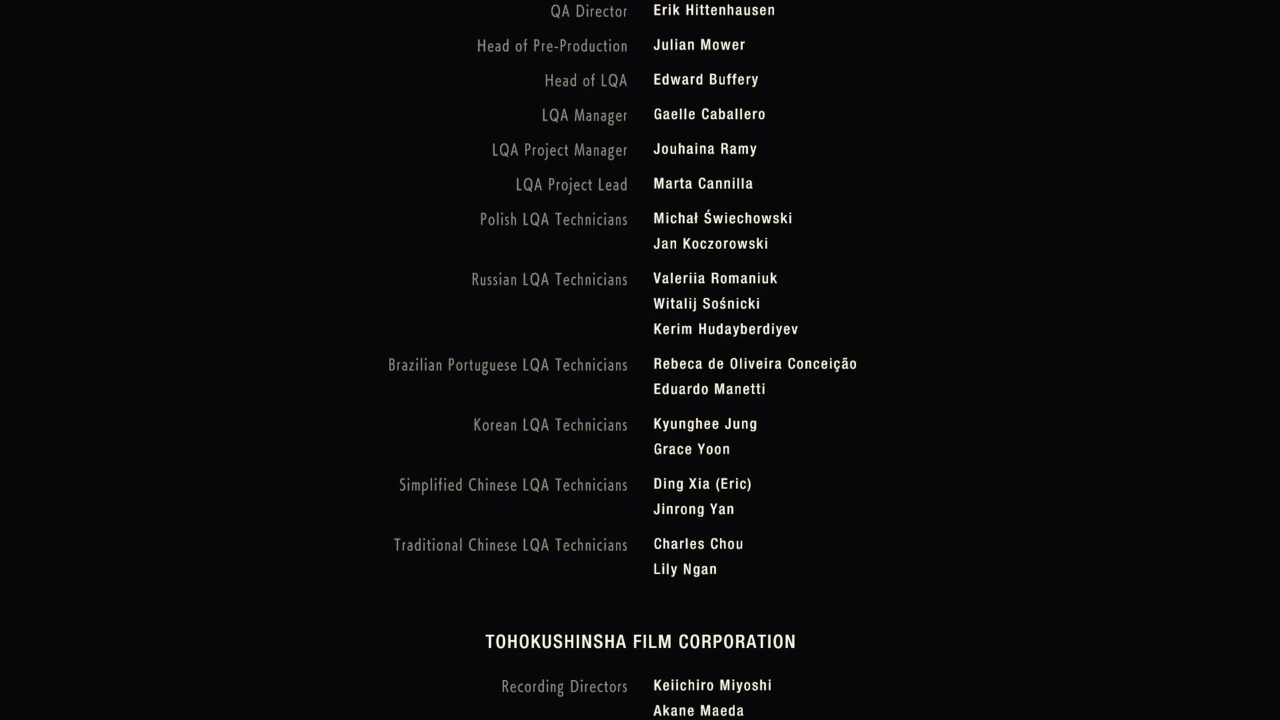 QA Director Erik Hittenhausen
Head of Pre-Production Julian Mower
Head of LQA Edward Buffery
LQA Manager Gaelle Caballero
LQA Project Manager Jouhaina Ramy
LQA Project Lead Marta Cannilla
Polish LQA Technicians Michał Świechowski
Jan Koczorowski
Russian LQA Technicians Valeriia Romaniuk
Witalij Sośnicki
Kerim Hudayberdiyev
Brazilian Portuguese LQA Technicians Rebeca de Oliveira Conceição
Eduardo Manetti
Korean LQA Technicians Kyunghee Jung
Grace Yoon
Simplified Chinese LQA Technicians Ding Xia (Eric)
Jinrong Yan
Traditional Chinese LQA Technicians Charles Chou
Lily Ngan
TOHOKUSHINSHA FILM CORPORATION
Recording Directors Keiichiro Miyoshi
Akane Maeda